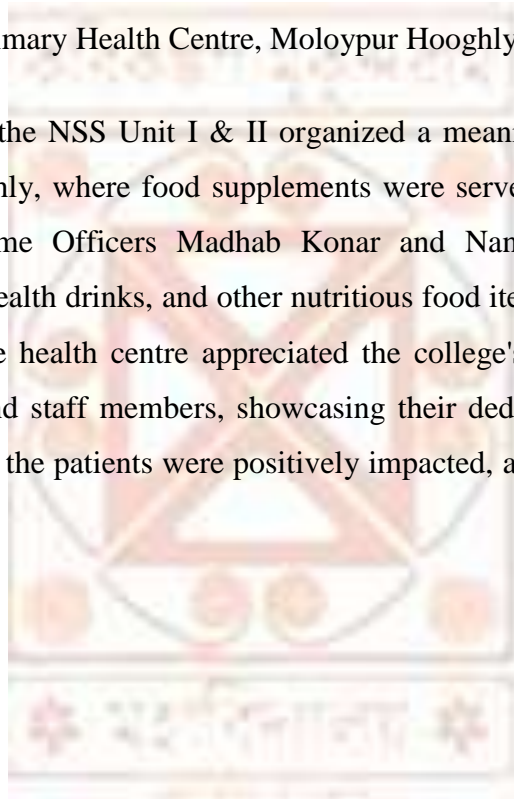 mary Health Centre, Moloypur Hooghly
the NSS Unit I & II organized a mean
nly, where food supplements were serve
me Officers Madhab Konar and Nan
ealth drinks, and other nutritious food ite
e health centre appreciated the college's
nd staff members, showcasing their ded
the patients were positively impacted, a